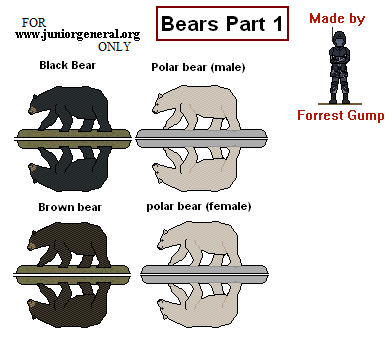 FOR
www.juniorgeneral.org
ONLY
Bears Part 1
Made by
Forrest Gump
Black Bear
Polar bear (male)
Brown bear
polar bear (female)